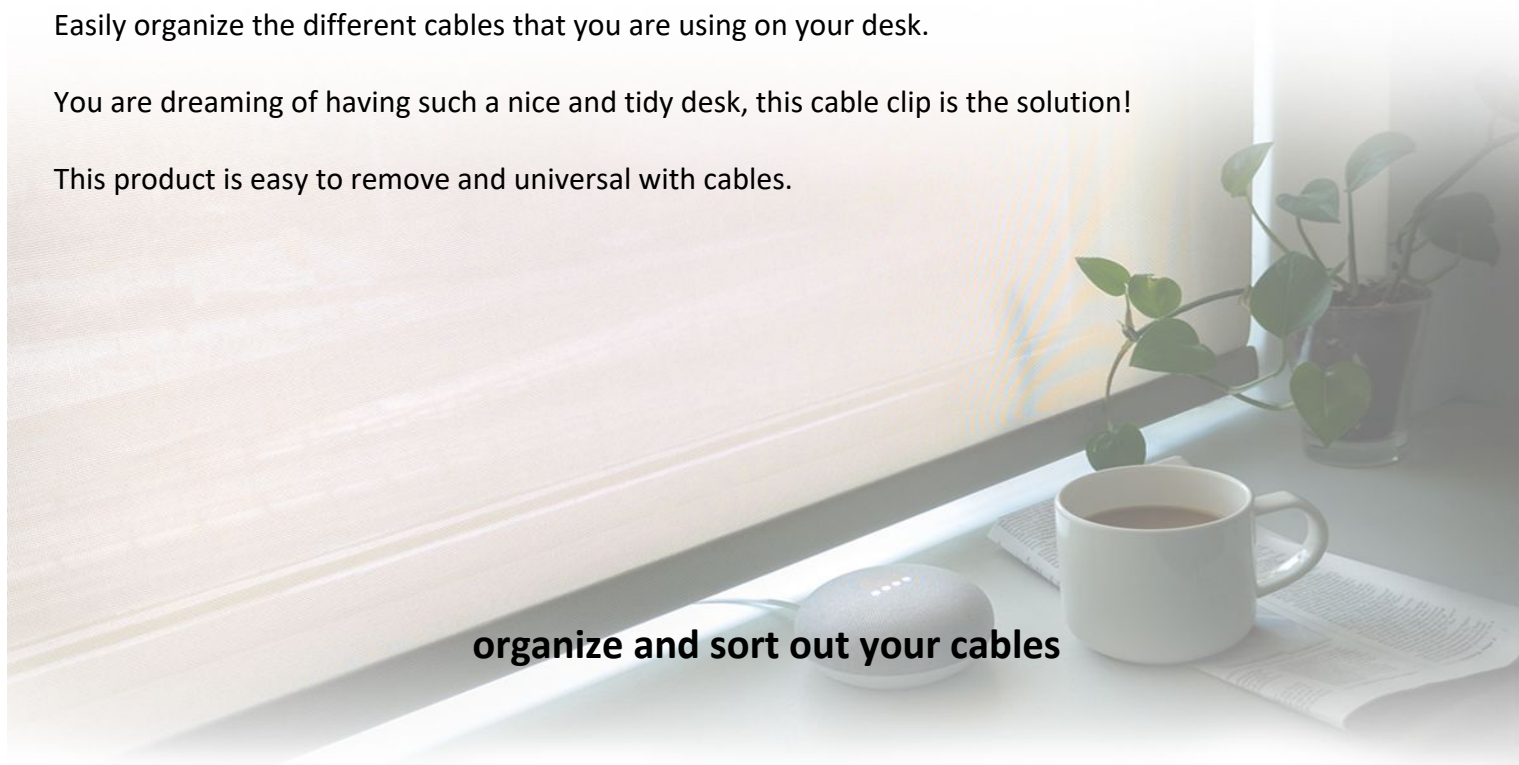 Easily organize the different cables that you are using on your desk.
You are dreaming of having such a nice and tidy desk, this cable clip is the solution!
This product is easy to remove and universal with cables.
organize and sort out your cables